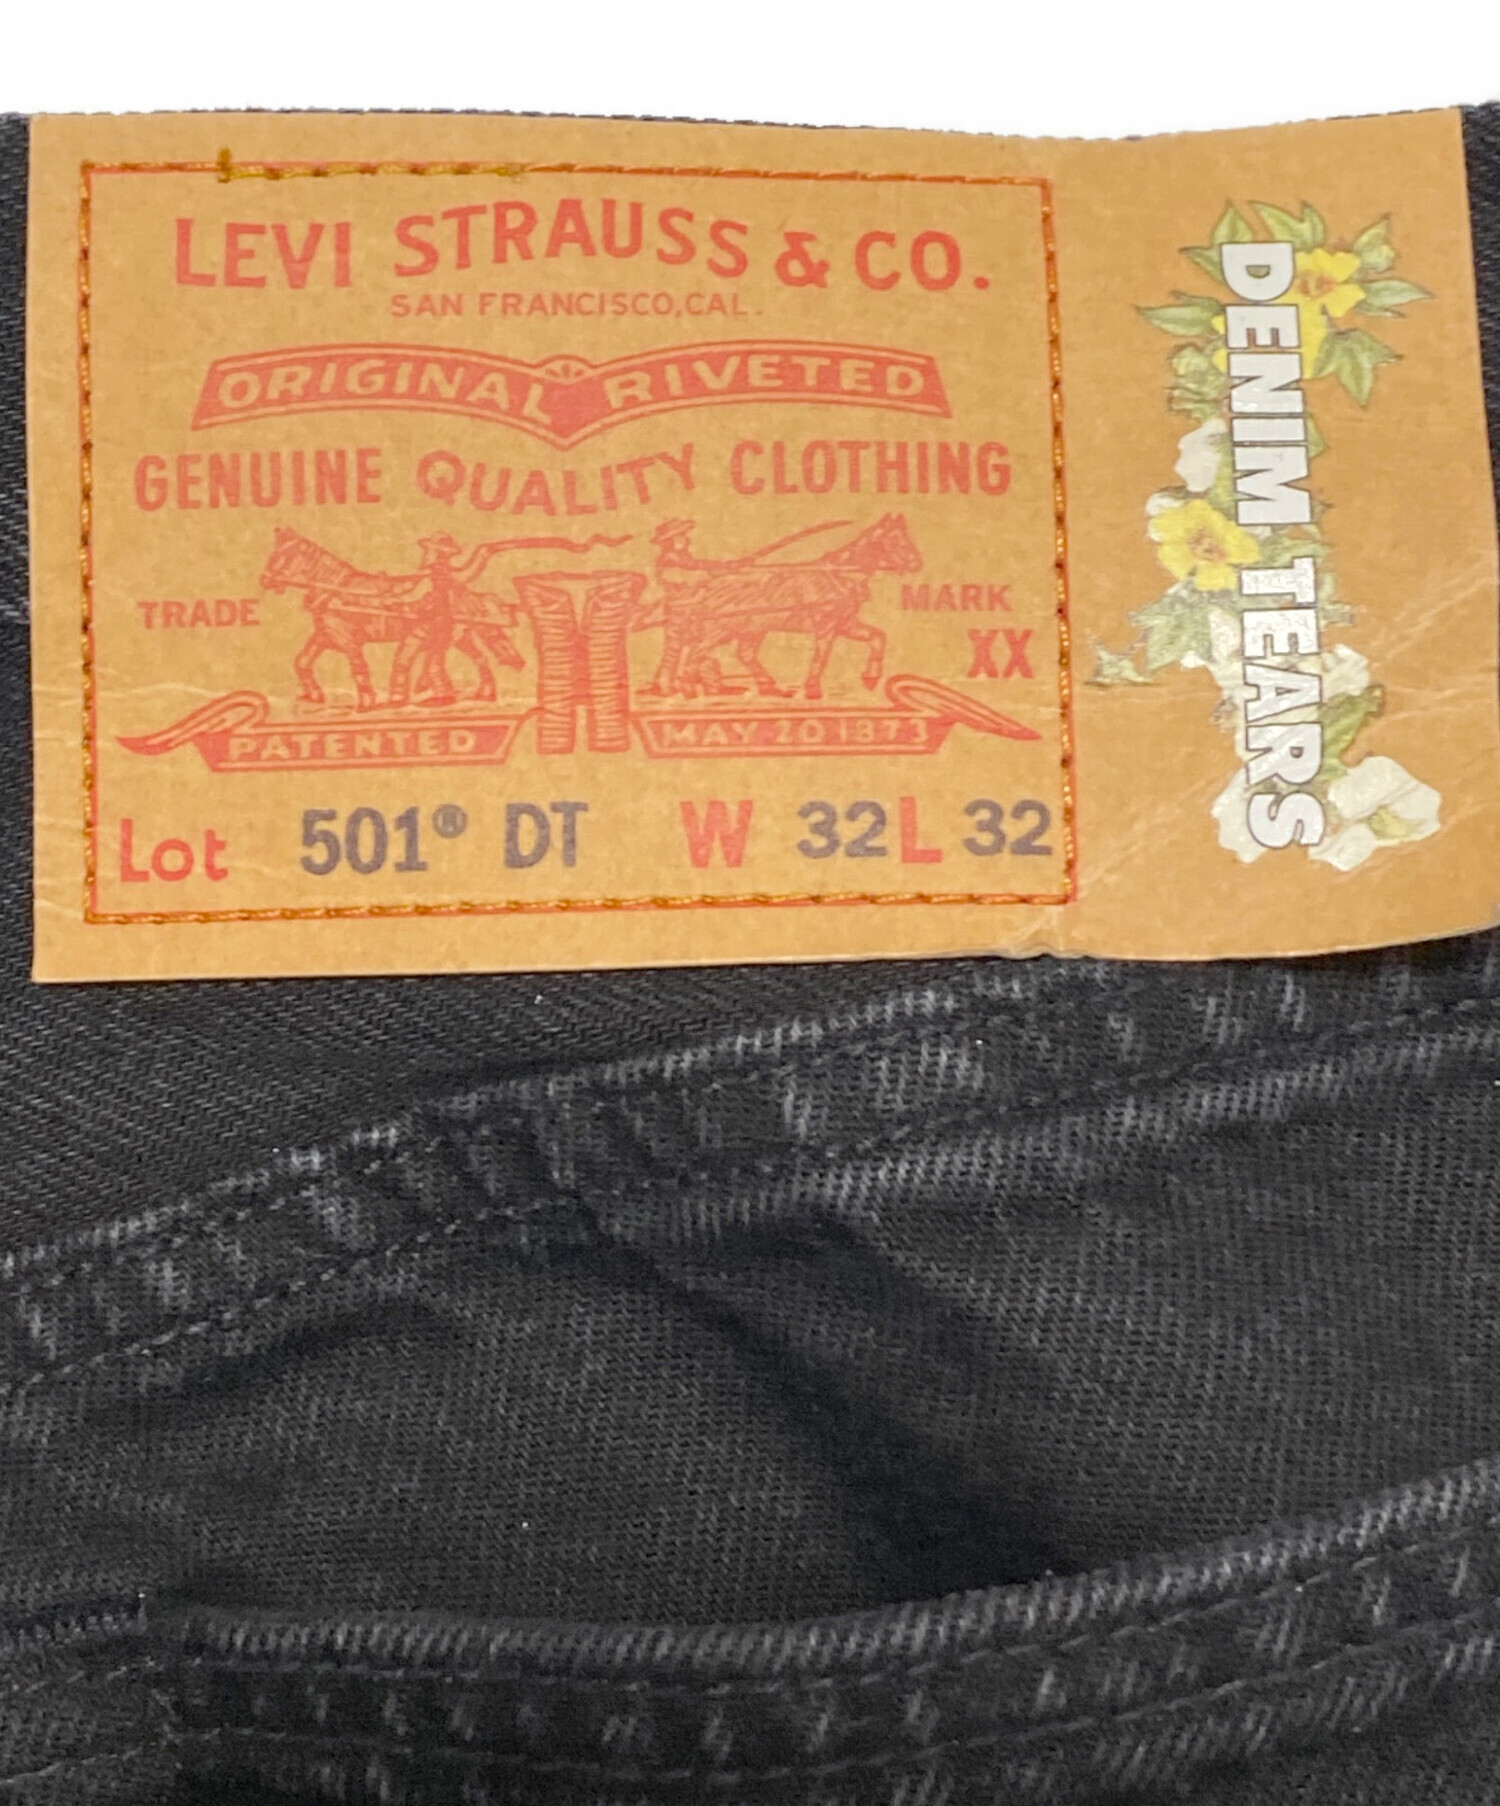 LEVI STRAUSS & CO.
SAN FRANCISCO, CAL.
ORIGINAL RIVETED
GENUINE QUALITY CLOTHING
TRADE MARK
XX
PATENTED MAY 20 1873
Lot 501® DT W 32 L 32
DENIM TEARS